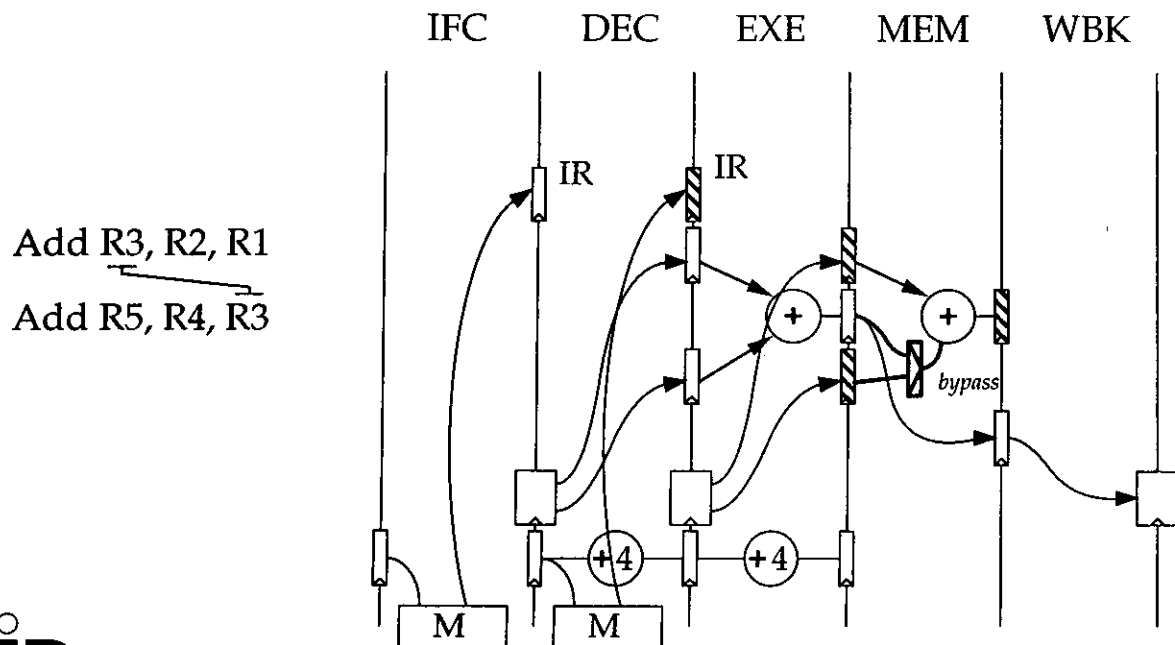 IFC DEC EXE MEM WBK
IR IR
Add R3, R2, R1
Add R5, R4, R3
+ +
bypass
+4 +4
M M